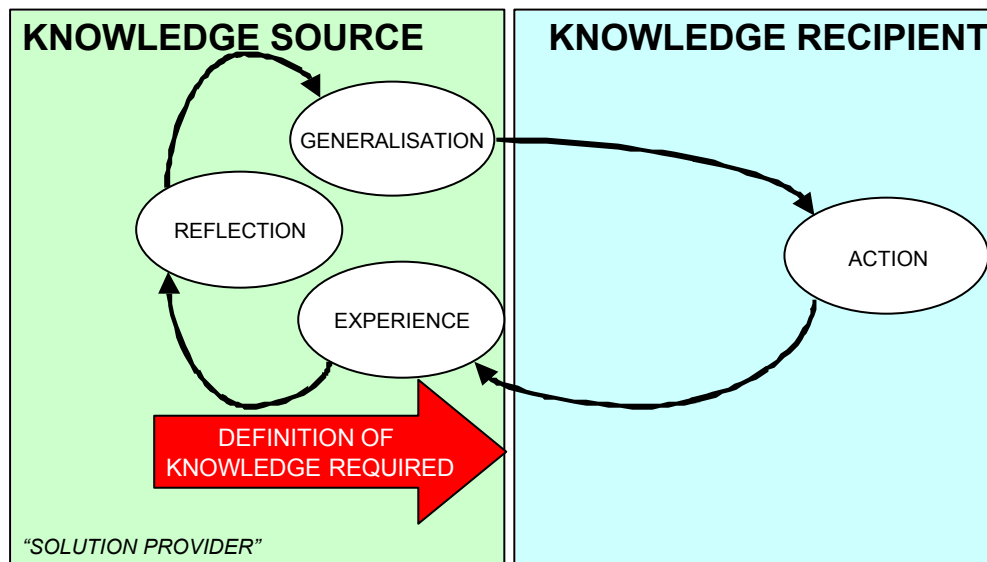 KNOWLEDGE SOURCE
KNOWLEDGE RECIPIENT
GENERALISATION
REFLECTION
ACTION
EXPERIENCE
DEFINITION OF
KNOWLEDGE REQUIRED
“SOLUTION PROVIDER”